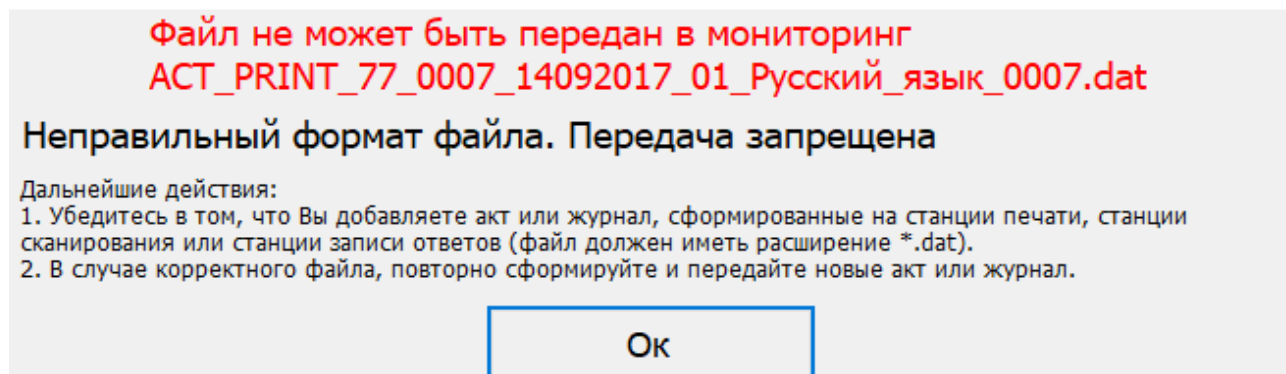 Файл не может быть передан в мониторинг
ACT_PRINT_77_0007_14092017_01_Русский_язык_0007.dat
Неправильный формат файла. Передача запрещена
Дальнейшие действия:
1. Убедитесь в том, что Вы добавляете акт или журнал, сформированные на станции печати, станции
сканирования или станции записи ответов (файл должен иметь расширение *.dat).
2. В случае корректного файла, повторно сформируйте и передайте новые акт или журнал.
Ок